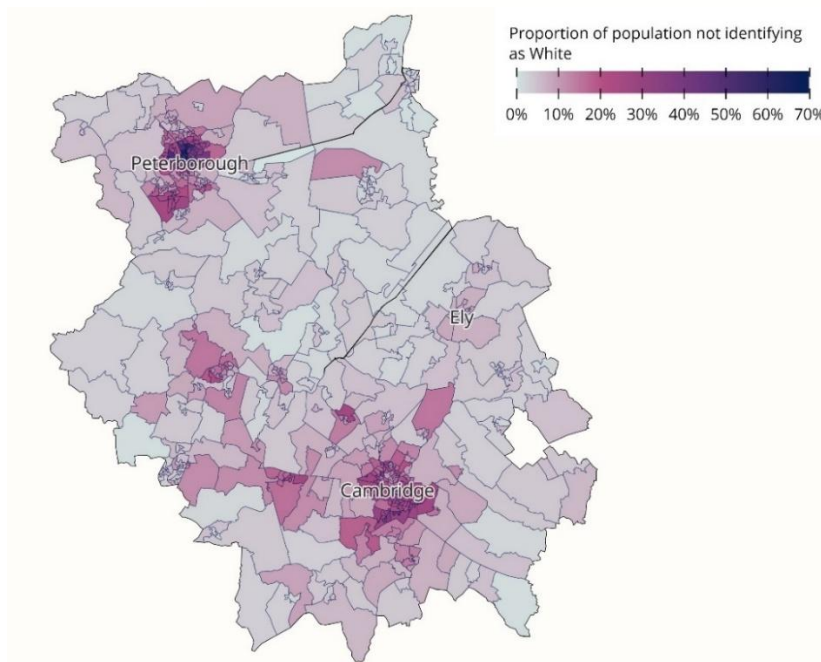 Proportion of population not identifying
as White
0% 10% 20% 30% 40% 50% 60% 70%
Peterborough
Ely
Cambridge